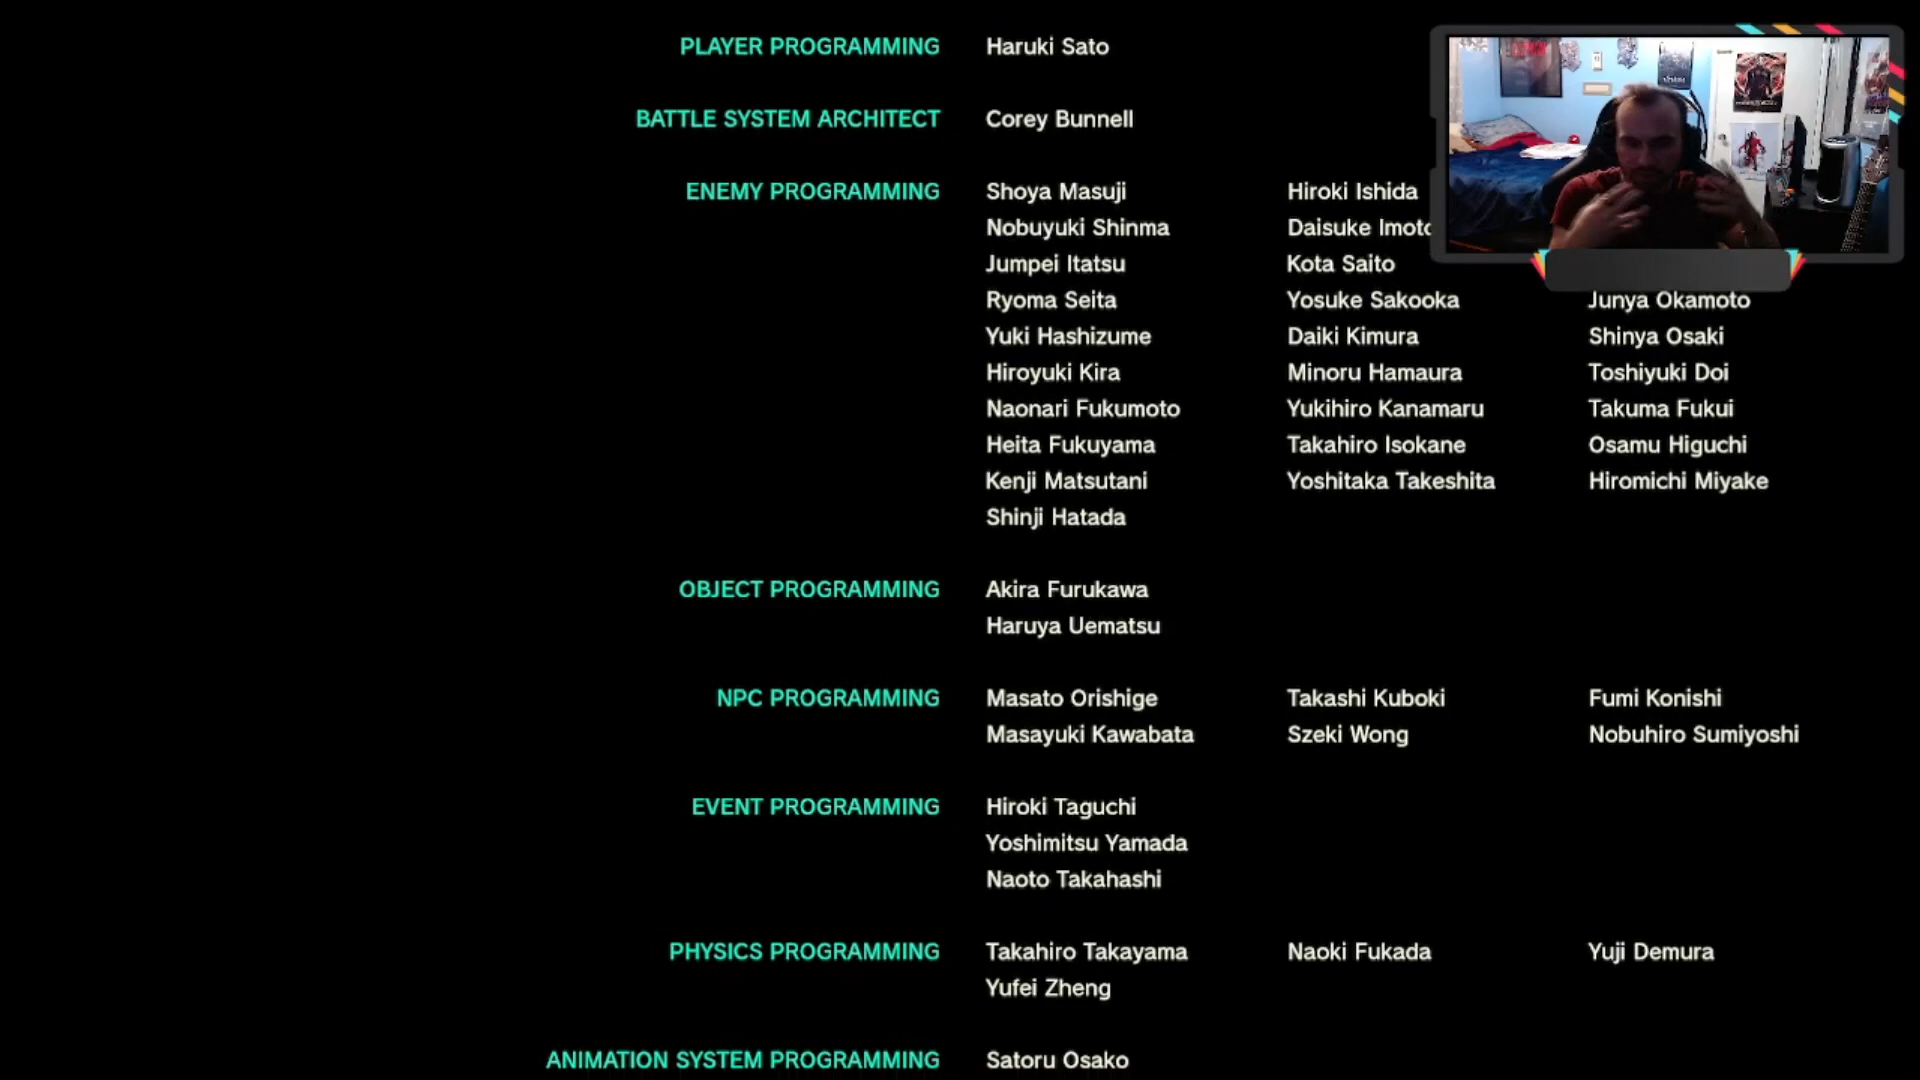 PLAYER PROGRAMMING Haruki Sato
BATTLE SYSTEM ARCHITECT Corey Bunnell
ENEMY PROGRAMMING Shoya Masuji Hiroki Ishida
Nobuyuki Shinma Daisuke Imoto
Jumpei Itatsu Kota Saito
Ryoma Seita Yosuke Sakooka Junya Okamoto
Yuki Hashizume Daiki Kimura Shinya Osaki
Hiroyuki Kira Minoru Hamaura Toshiyuki Doi
Naonari Fukumoto Yukihiro Kanamaru Takuma Fukui
Heita Fukuyama Takahiro Isokane Osamu Higuchi
Kenji Matsutani Yoshitaka Takeshita Hiromichi Miyake
Shinji Hatada
OBJECT PROGRAMMING Akira Furukawa
Haruya Uematsu
NPC PROGRAMMING Masato Orishige Takashi Kuboki Fumi Konishi
Masayuki Kawabata Szeki Wong Nobuhiro Sumiyoshi
EVENT PROGRAMMING Hiroki Taguchi
Yoshimitsu Yamada
Naoto Takahashi
PHYSICS PROGRAMMING Takahiro Takayama Naoki Fukada Yuji Demura
Yufei Zheng
ANIMATION SYSTEM PROGRAMMING Satoru Osako